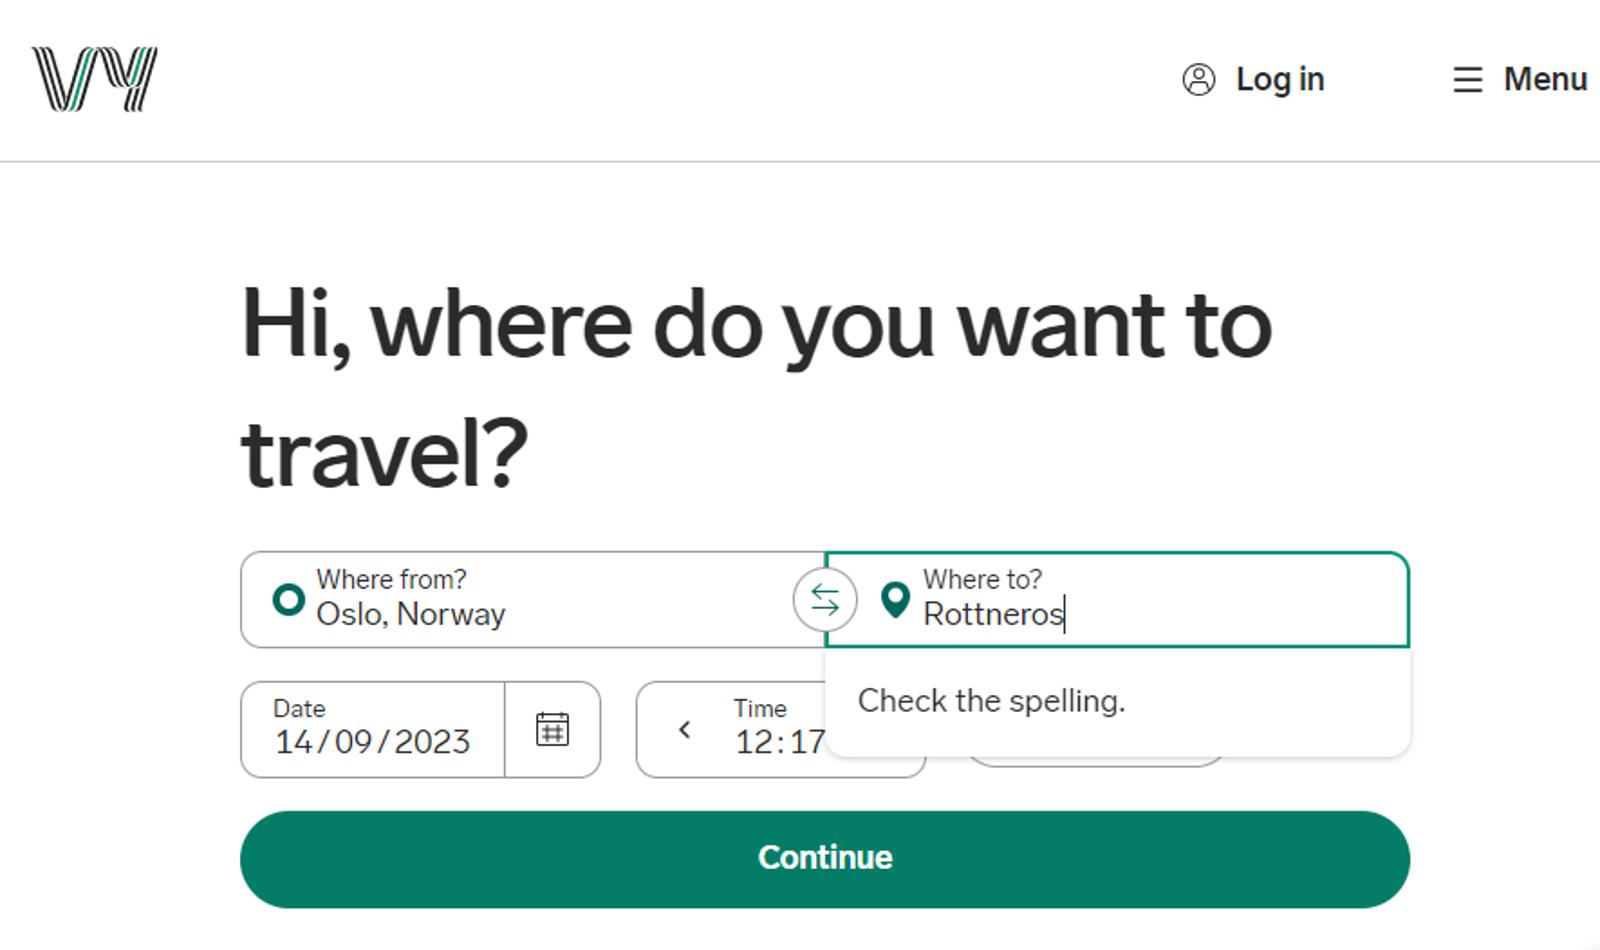 VY
Log in
Menu
Hi, where do you want to
travel?
Where from?
Oslo, Norway
Where to?
Rottneros
Check the spelling.
Date
14/09/2023
Time
12:17
Continue